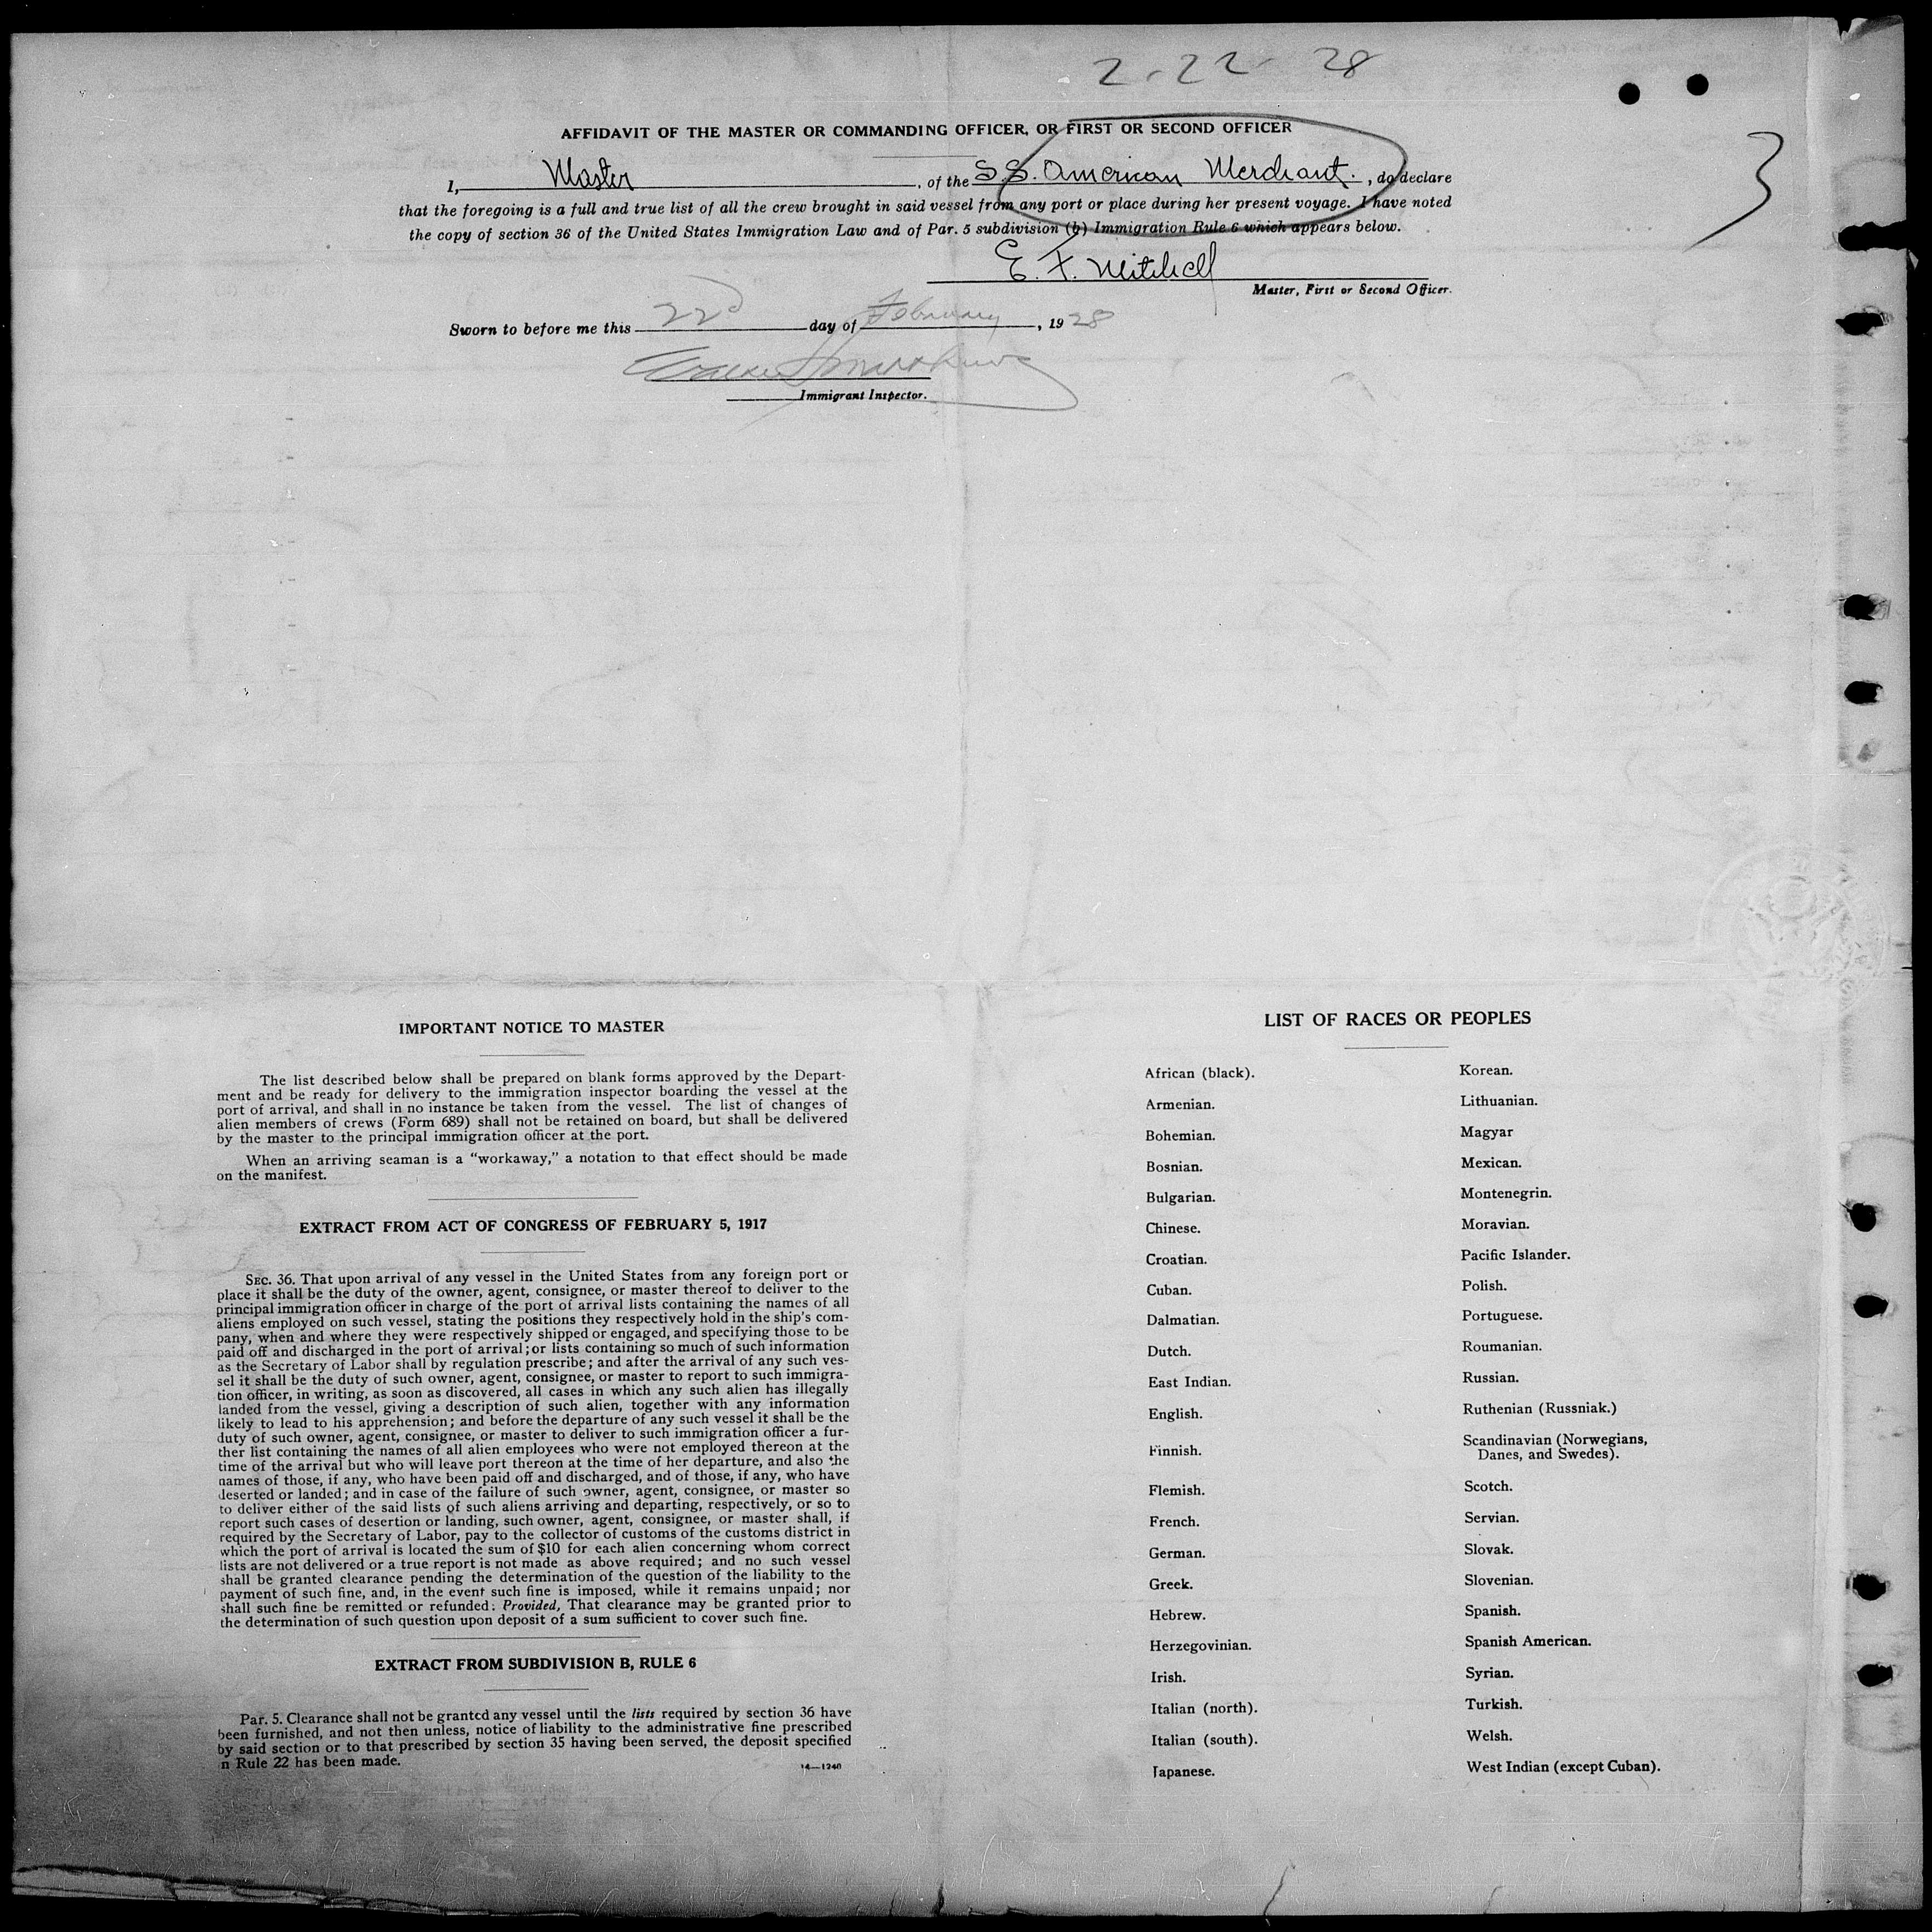 2-22-28
3
AFFIDAVIT OF THE MASTER OR COMMANDING OFFICER, OR FIRST OR SECOND OFFICER
I, Master, of the S.S. American Merchant., do declare
that the foregoing is a full and true list of all the crew brought in said vessel from any port or place during her present voyage. I have noted
the copy of section 36 of the United States Immigration Law and of Par. 5 subdivision (b) Immigration Rule 6 which appears below.
E. F. Mitchell
Master, First or Second Officer.
Sworn to before me this 22d day of February, 1928
Immigrant Inspector.
IMPORTANT NOTICE TO MASTER
The list described below shall be prepared on blank forms approved by the Depart-
ment and be ready for delivery to the immigration inspector boarding the vessel at the
port of arrival, and shall in no instance be taken from the vessel. The list of changes of
alien members of crews (Form 689) shall not be retained on board, but shall be delivered
by the master to the principal immigration officer at the port.
When an arriving seaman is a "workaway," a notation to that effect should be made
on the manifest.
EXTRACT FROM ACT OF CONGRESS OF FEBRUARY 5, 1917
SEC. 36. That upon arrival of any vessel in the United States from any foreign port or
place it shall be the duty of the owner, agent, consignee, or master thereof to deliver to the
principal immigration officer in charge of the port of arrival lists containing the names of all
aliens employed on such vessel, stating the positions they respectively hold in the ship's com-
pany, when and where they were respectively shipped or engaged, and specifying those to be
paid off and discharged in the port of arrival; or lists containing so much of such information
as the Secretary of Labor shall by regulation prescribe; and after the arrival of any such ves-
sel it shall be the duty of such owner, agent, consignee, or master to report to such immigra-
tion officer, in writing, as soon as discovered, all cases in which any such alien has illegally
landed from the vessel, giving a description of such alien, together with any information
likely to lead to his apprehension; and before the departure of any such vessel it shall be the
duty of such owner, agent, consignee, or master to deliver to such immigration officer a fur-
ther list containing the names of all alien employees who were not employed thereon at the
time of the arrival but who will leave port thereon at the time of her departure, and also the
names of those, if any, who have been paid off and discharged, and of those, if any, who have
deserted or landed; and in case of the failure of such owner, agent, consignee, or master so
to deliver either of the said lists of such aliens arriving and departing, respectively, or so to
report such cases of desertion or landing, such owner, agent, consignee, or master shall, if
required by the Secretary of Labor, pay to the collector of customs of the customs district in
which the port of arrival is located the sum of $10 for each alien concerning whom correct
lists are not delivered or a true report is not made as above required; and no such vessel
shall be granted clearance pending the determination of the question of the liability to the
payment of such fine, and, in the event such fine is imposed, while it remains unpaid; nor
shall such fine be remitted or refunded: Provided, That clearance may be granted prior to
the determination of such question upon deposit of a sum sufficient to cover such fine.
EXTRACT FROM SUBDIVISION B, RULE 6
Par. 5. Clearance shall not be granted any vessel until the lists required by section 36 have
been furnished, and not then unless, notice of liability to the administrative fine prescribed
by said section or to that prescribed by section 35 having been served, the deposit specified
in Rule 22 has been made.
14—1240
LIST OF RACES OR PEOPLES
African (black).
Armenian.
Bohemian.
Bosnian.
Bulgarian.
Chinese.
Croatian.
Cuban.
Dalmatian.
Dutch.
East Indian.
English.
Finnish.
Flemish.
French.
German.
Greek.
Hebrew.
Herzegovinian.
Irish.
Italian (north).
Italian (south).
Japanese.
Korean.
Lithuanian.
Magyar
Mexican.
Montenegrin.
Moravian.
Pacific Islander.
Polish.
Portuguese.
Roumanian.
Russian.
Ruthenian (Russniak.)
Scandinavian (Norwegians,
Danes, and Swedes).
Scotch.
Servian.
Slovak.
Slovenian.
Spanish.
Spanish American.
Syrian.
Turkish.
Welsh.
West Indian (except Cuban).